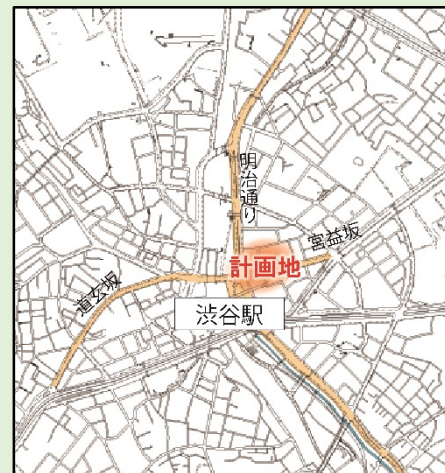 明治通り
宮益坂
計画地
道玄坂
渋谷駅